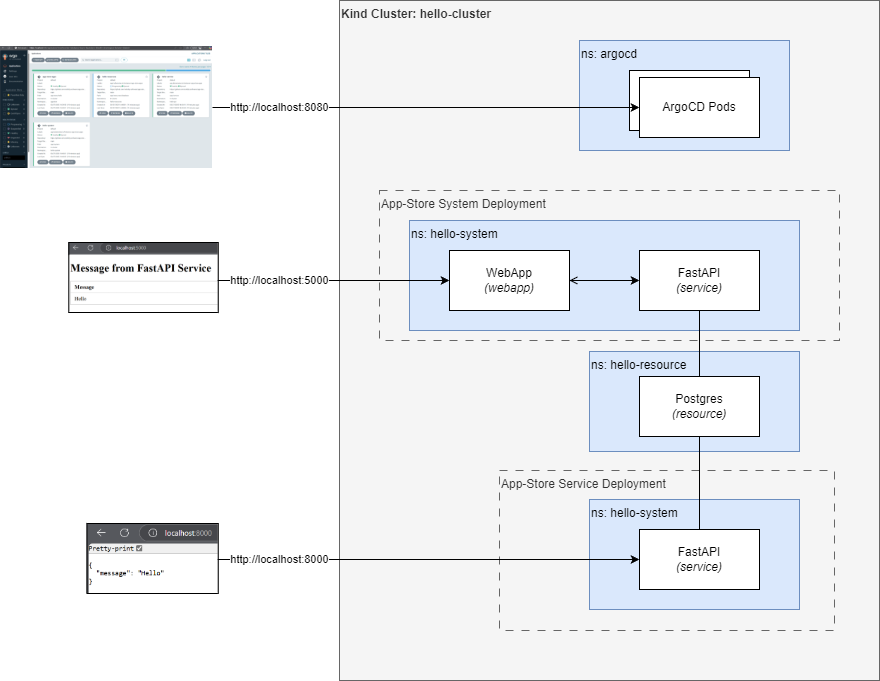 Kind Cluster: hello-cluster
ns: argocd
ArgoCD Pods
http://localhost:8080
App-Store System Deployment
ns: hello-system
WebApp
(webapp)
FastAPI
(service)
http://localhost:5000
localhost:5000
Message from FastAPI Service
Message
Hello
ns: hello-resource
Postgres
(resource)
App-Store Service Deployment
ns: hello-system
FastAPI
(service)
http://localhost:8000
localhost:8000
Pretty-print
{
"message": "Hello"
}